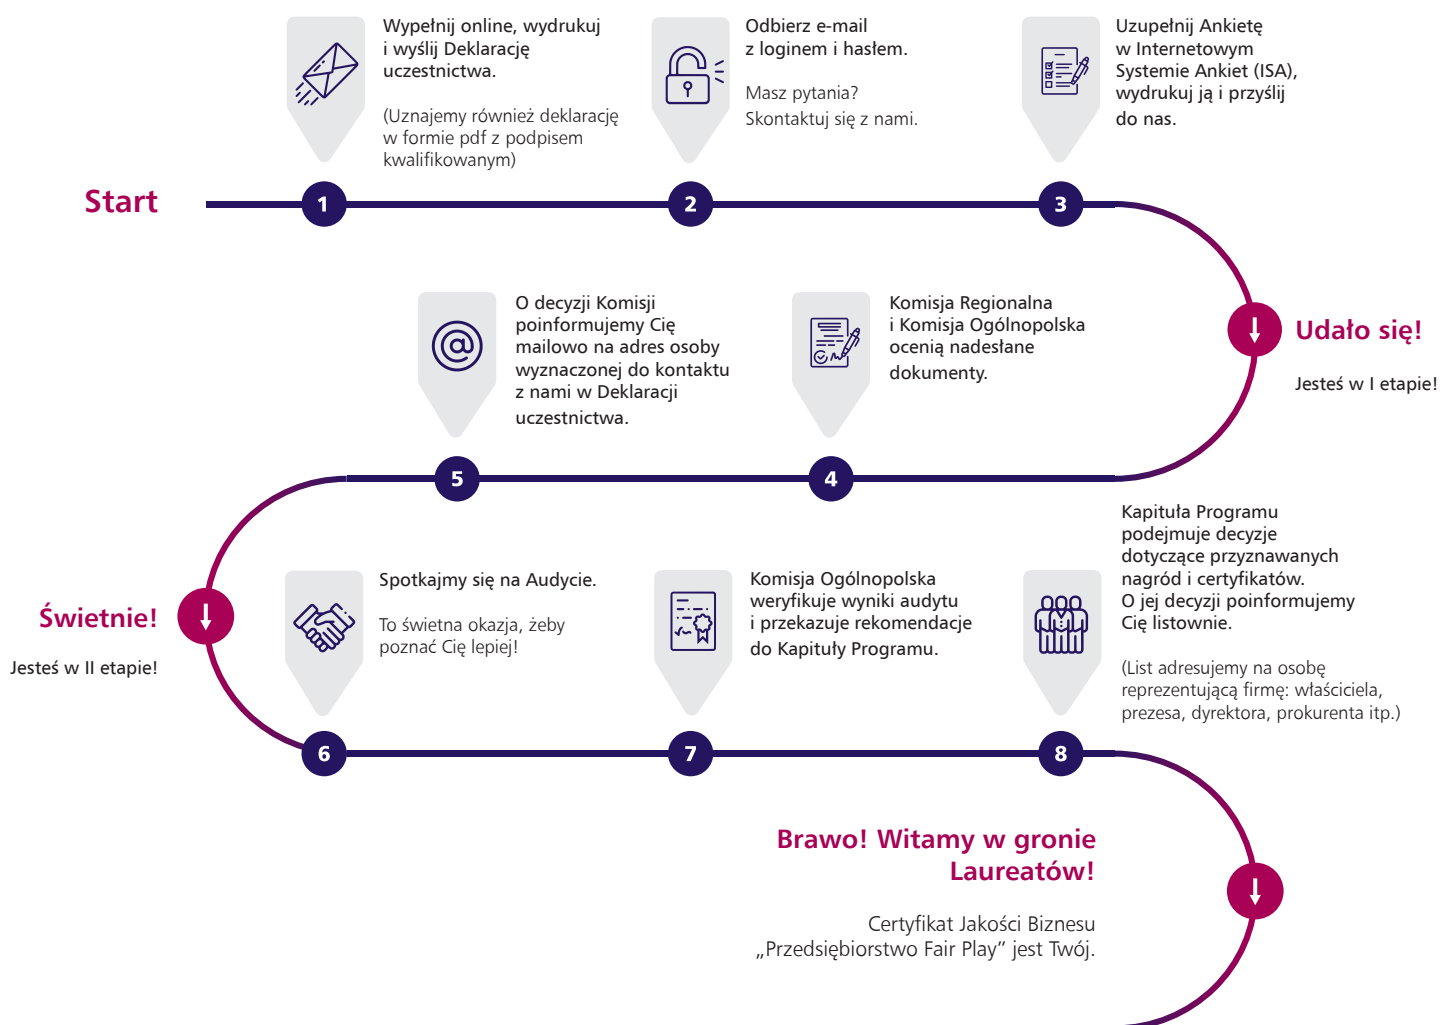 Wypełnij online, wydrukuj
i wyślij Deklarację
uczestnictwa.
(Uznajemy również deklarację
w formie pdf z podpisem
kwalifikowanym)
Odbierz e-mail
z loginem i hasłem.
Masz pytania?
Skontaktuj się z nami.
Uzupełnij Ankietę
w Internetowym
Systemie Ankiet (ISA),
wydrukuj ją i przyślij
do nas.
Start
1
2
3
Udało się!
Jesteś w I etapie!
Komisja Regionalna
i Komisja Ogólnopolska
ocenią nadesłane
dokumenty.
4
O decyzji Komisji
poinformujemy Cię
mailowo na adres osoby
wyznaczonej do kontaktu
z nami w Deklaracji
uczestnictwa.
5
Świetnie!
Jesteś w II etapie!
Spotkajmy się na Audycie.
To świetna okazja, żeby
poznać Cię lepiej!
6
Komisja Ogólnopolska
weryfikuje wyniki audytu
i przekazuje rekomendacje
do Kapituły Programu.
7
Kapituła Programu
podejmuje decyzje
dotyczące przyznawanych
nagród i certyfikatów.
O jej decyzji poinformujemy
Cię listownie.
(List adresujemy na osobę
reprezentującą firmę: właściciela,
prezesa, dyrektora, prokurenta itp.)
8
Brawo! Witamy w gronie
Laureatów!
Certyfikat Jakości Biznesu
„Przedsiębiorstwo Fair Play” jest Twój.